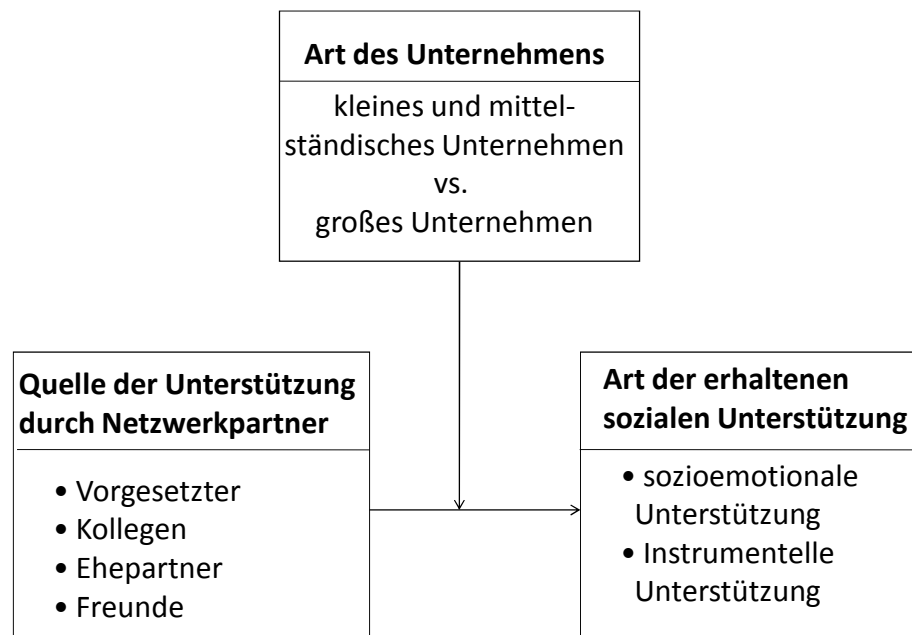 Art des Unternehmens
kleines und mittel-
ständisches Unternehmen
vs.
großes Unternehmen
Quelle der Unterstützung
durch Netzwerkpartner
• Vorgesetzter
• Kollegen
• Ehepartner
• Freunde
Art der erhaltenen
sozialen Unterstützung
• sozioemotionale
Unterstützung
• Instrumentelle
Unterstützung